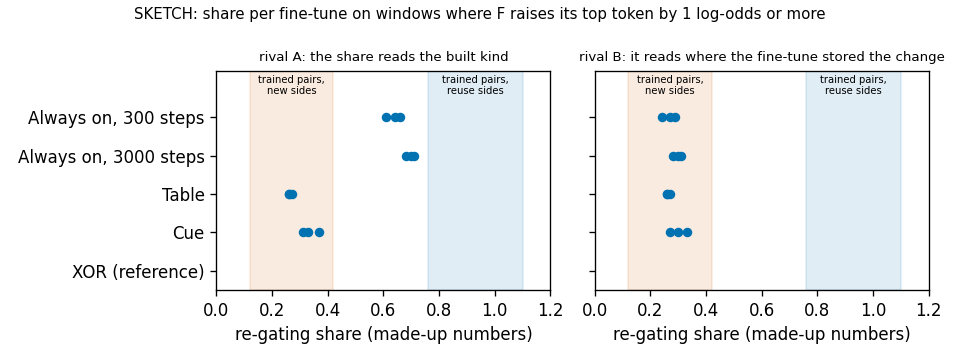 SKETCH: share per fine-tune on windows where F raises its top token by 1 log-odds or more
rival A: the share reads the built kind
rival B: it reads where the fine-tune stored the change
trained pairs,
new sides
trained pairs,
reuse sides
trained pairs,
new sides
trained pairs,
reuse sides
Always on, 300 steps
Always on, 3000 steps
Table
Cue
XOR (reference)
0.0 0.2 0.4 0.6 0.8 1.0 1.2
0.0 0.2 0.4 0.6 0.8 1.0 1.2
re-gating share (made-up numbers)
re-gating share (made-up numbers)